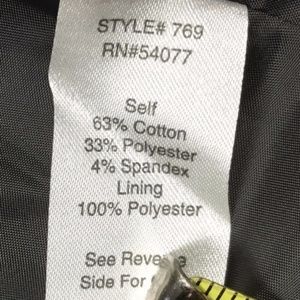 STYLE# 769
RN#54077
Self
63% Cotton
33% Polyester
4% Spandex
Lining
100% Polyester
See Reverse
Side For